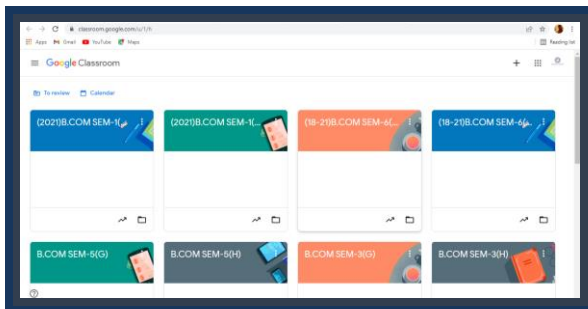 classroom.google.com/u/1/h
Apps Gmail YouTube Maps Reading list
Google Classroom
To review Calendar
(2021)B.COM SEM-1(... (2021)B.COM SEM-1(... (18-21)B.COM SEM-6(... (18-21)B.COM SEM-6(...
B.COM SEM-5(G) B.COM SEM-5(H) B.COM SEM-3(G) B.COM SEM-3(H)